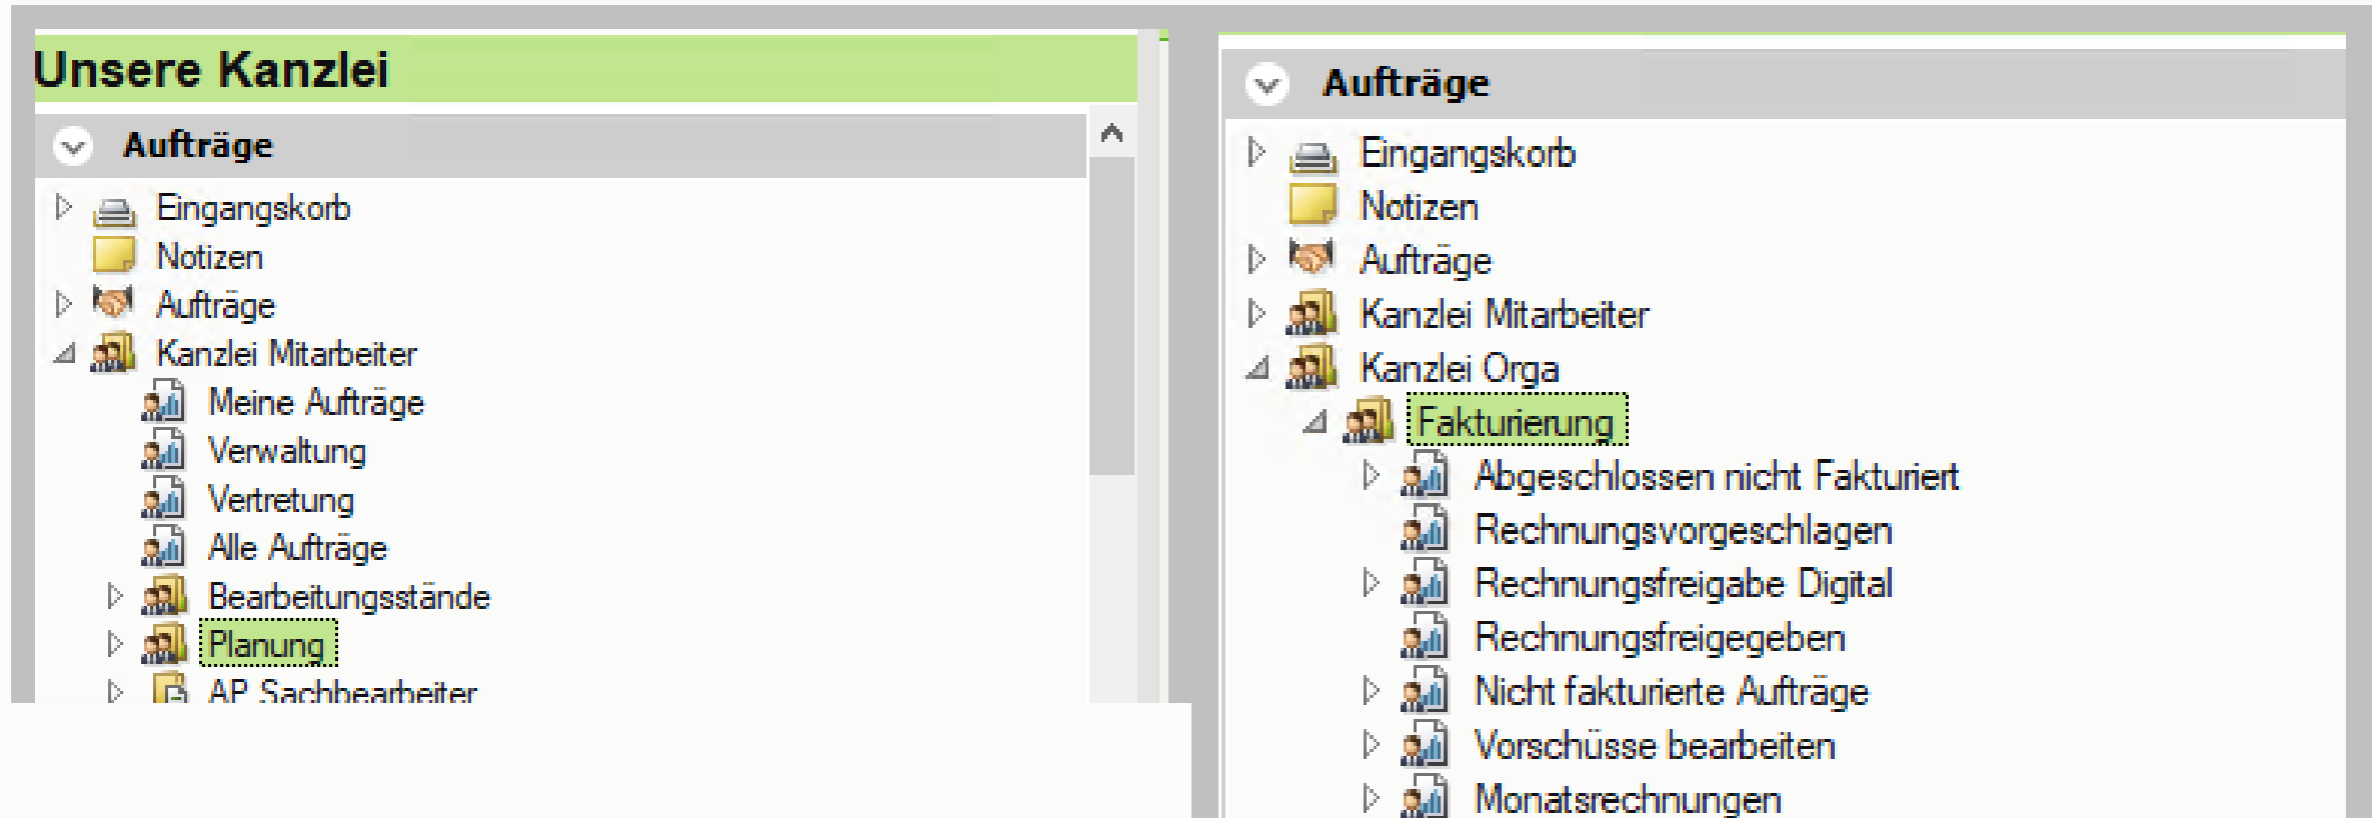 Unsere Kanzlei
Aufträge
Eingangskorb
Notizen
Aufträge
Kanzlei Mitarbeiter
Meine Aufträge
Verwaltung
Vertretung
Alle Aufträge
Bearbeitungsstände
Planung
AP Sachbearbeiter
Aufträge
Eingangskorb
Notizen
Aufträge
Kanzlei Mitarbeiter
Kanzlei Orga
Fakturierung
Abgeschlossen nicht Fakturiert
Rechnungsvorgeschlagen
Rechnungsfreigabe Digital
Rechnungsfreigegeben
Nicht fakturierte Aufträge
Vorschüsse bearbeiten
Monatsrechnungen